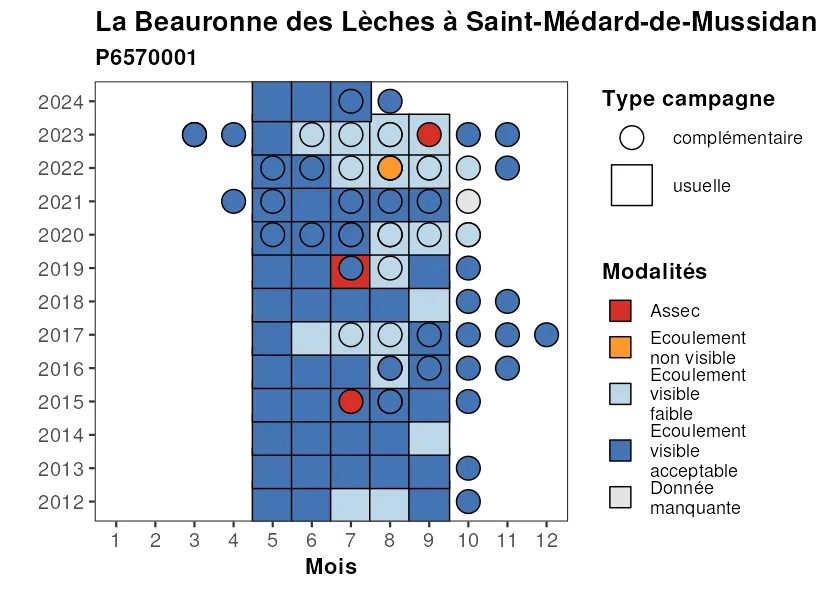 La Beauronne des Lèches à Saint-Médard-de-Mussidan
P6570001
2024
2023
2022
2021
2020
2019
2018
2017
2016
2015
2014
2013
2012
1 2 3 4 5 6 7 8 9 10 11 12
Mois
Type campagne
complémentaire
usuelle
Modalités
Assec
Ecoulement
non visible
Ecoulement
visible
faible
Ecoulement
visible
acceptable
Donnée
manquante